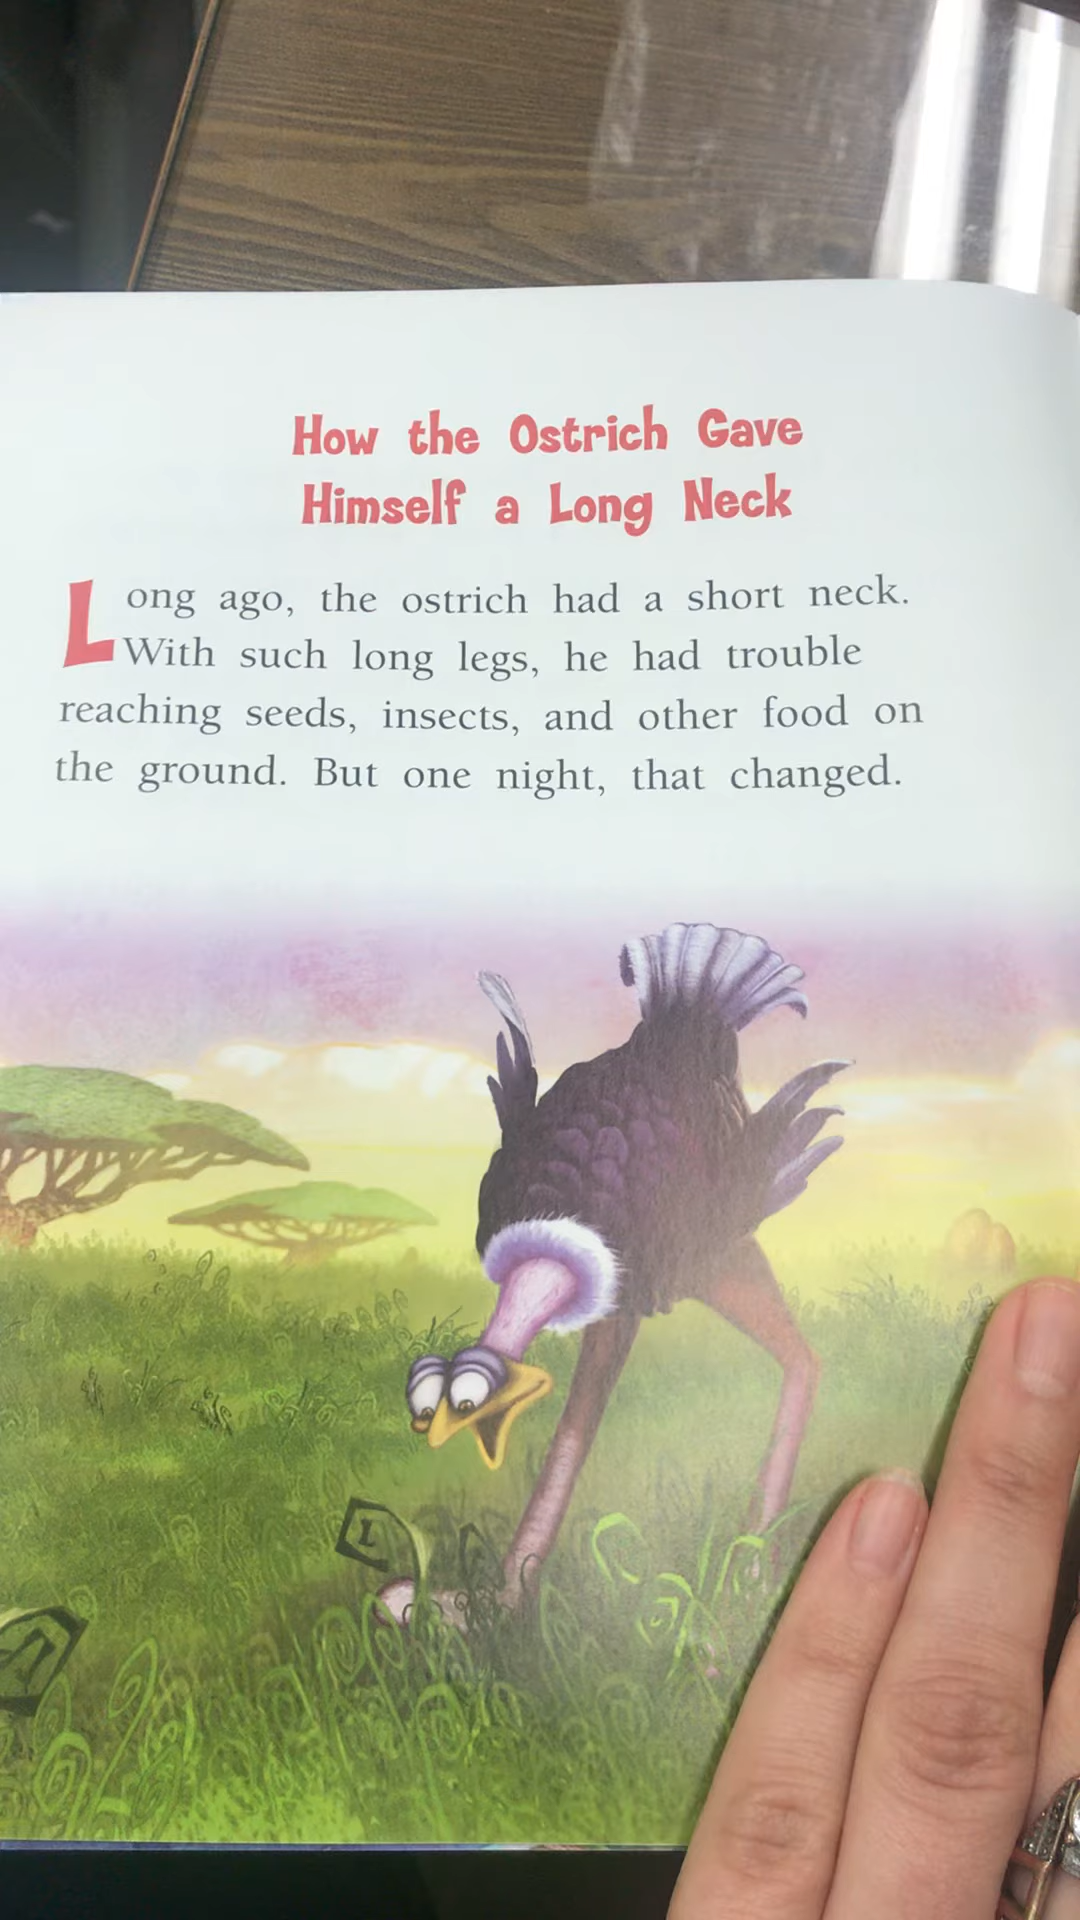 How the Ostrich Gave
Himself a Long Neck
Long ago, the ostrich had a short neck.
With such long legs, he had trouble
reaching seeds, insects, and other food on
the ground. But one night, that changed.
L